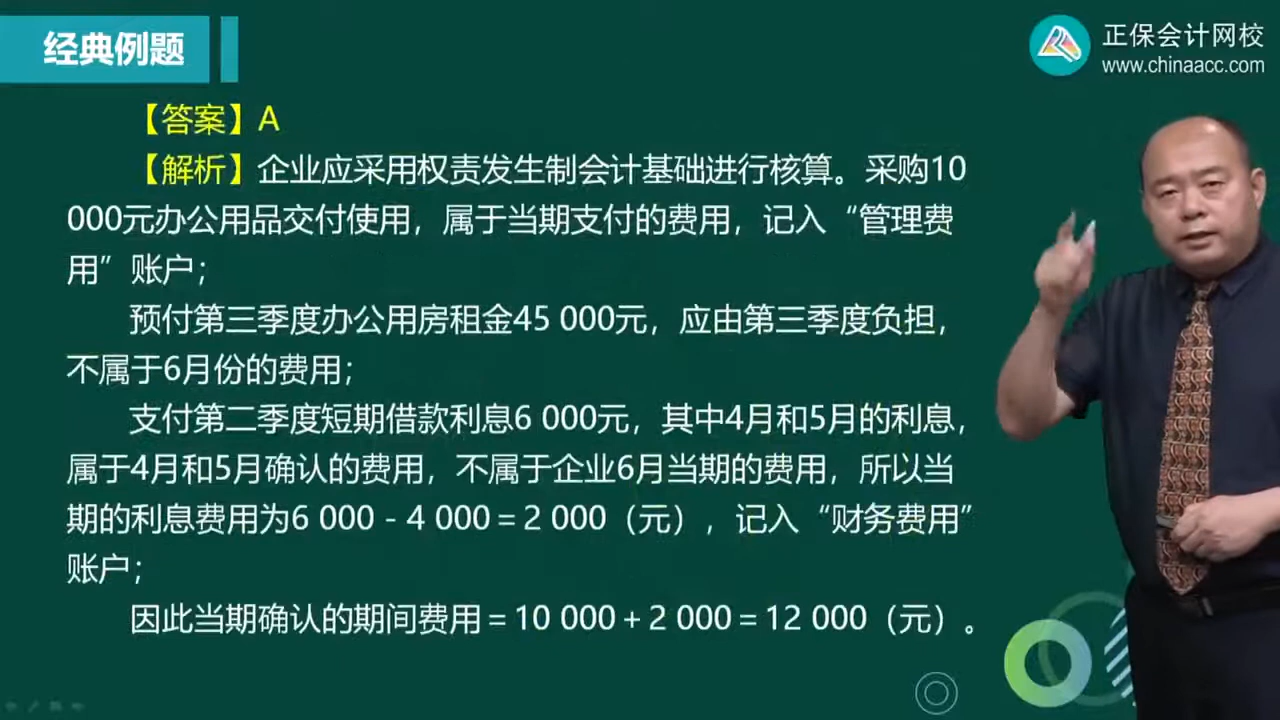 经典例题
正保会计网校
www.chinaacc.com
【答案】A
【解析】企业应采用权责发生制会计基础进行核算。采购10
000元办公用品交付使用，属于当期支付的费用，记入“管理费
用”账户；
预付第三季度办公用房租金45 000元，应由第三季度负担，
不属于6月份的费用；
支付第二季度短期借款利息6 000元，其中4月和5月的利息，
属于4月和5月确认的费用，不属于企业6月当期的费用，所以当
期的利息费用为6 000－4 000＝2 000（元），记入“财务费用”
账户；
因此当期确认的期间费用＝10 000＋2 000＝12 000（元）。